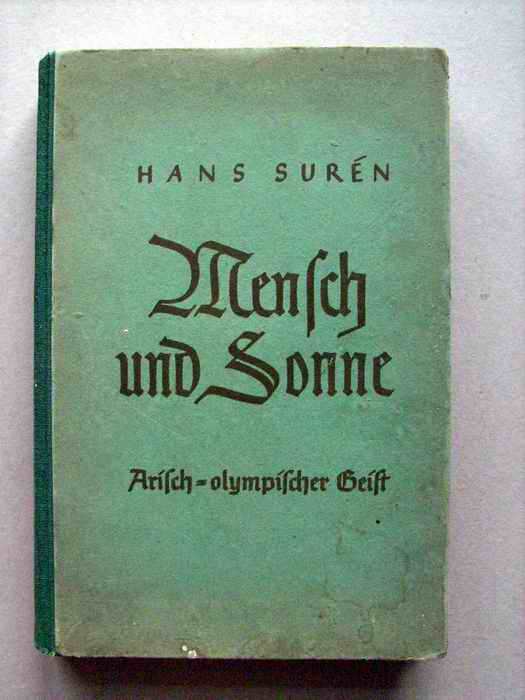 HANS SURÉN
Menſch
und Sonne
Ariſch-olympiſcher Geiſt